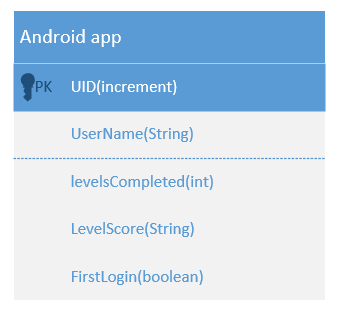 Android app
PK UID(increment)
UserName(String)
levelsCompleted(int)
LevelScore(String)
FirstLogin(boolean)